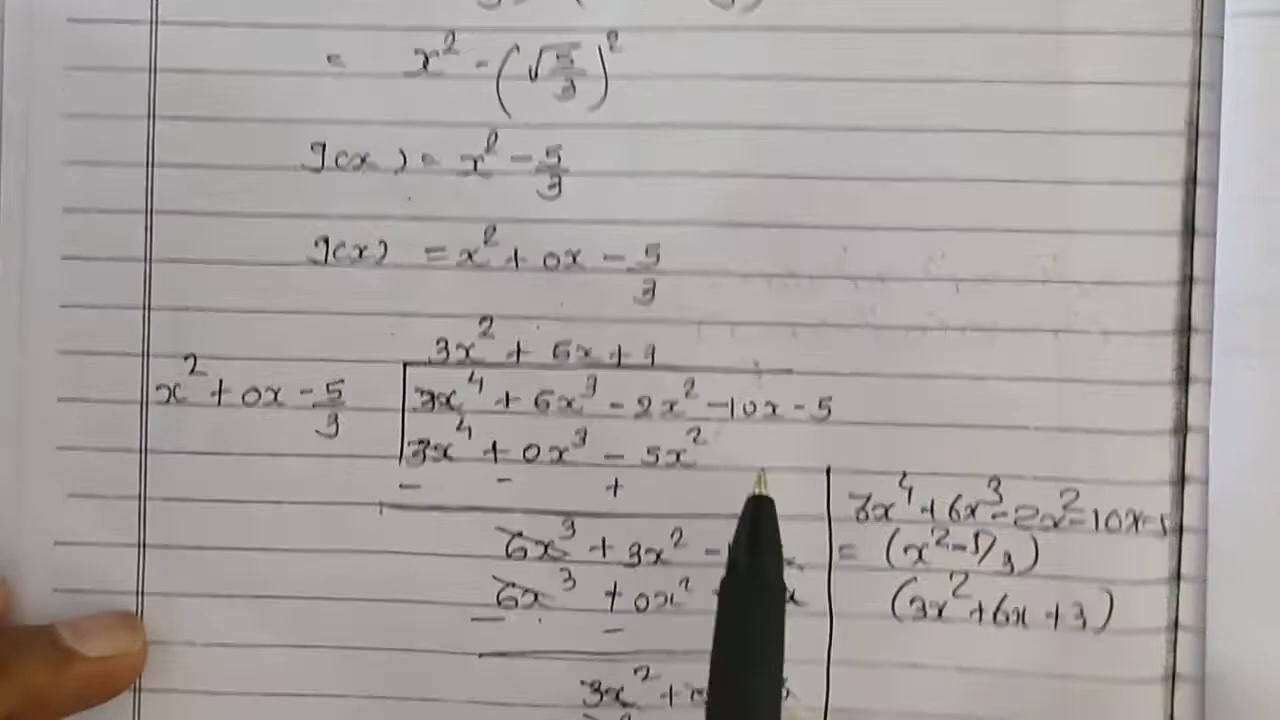 = x² - (√5/3)²
g(x) = x² - 5/3
g(x) = x² + 0x - 5/3
3x² + 6x + 3
x² + 0x - 5/3 3x⁴ + 6x³ - 2x² - 10x - 5
3x⁴ + 0x³ - 5x²
- - +
6x³ + 3x² -
6x³ + 0x²
- -
3x² +
3x⁴ + 6x³ - 2x² - 10x - 5
= (x² - 5/3)
(3x² + 6x + 3)